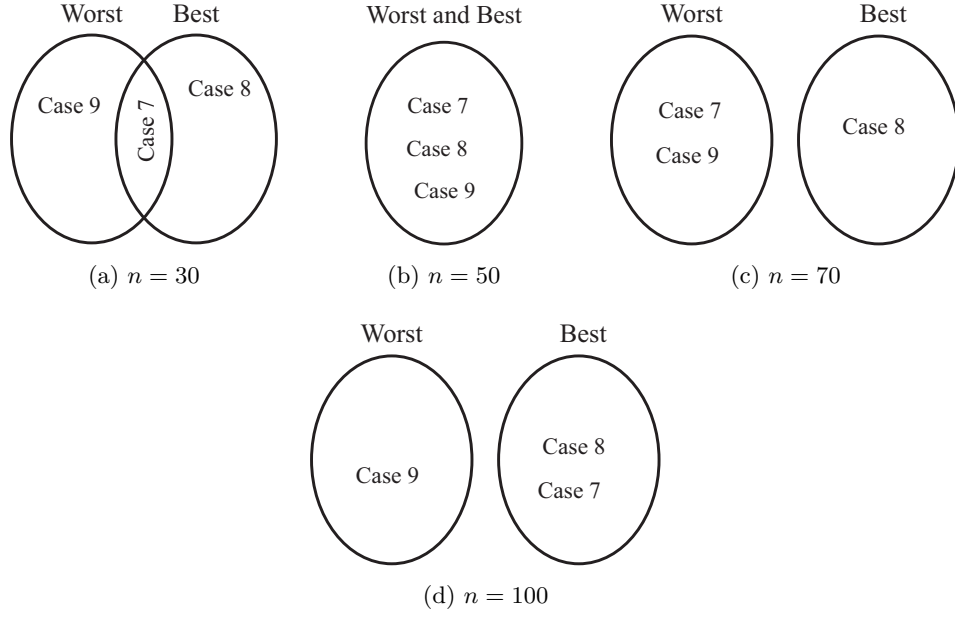 Worst Best
Case 9
Case 7
Case 8
(a) n = 30
Worst and Best
Case 7
Case 8
Case 9
(b) n = 50
Worst Best
Case 7
Case 9
Case 8
(c) n = 70
Worst Best
Case 9
Case 8
Case 7
(d) n = 100